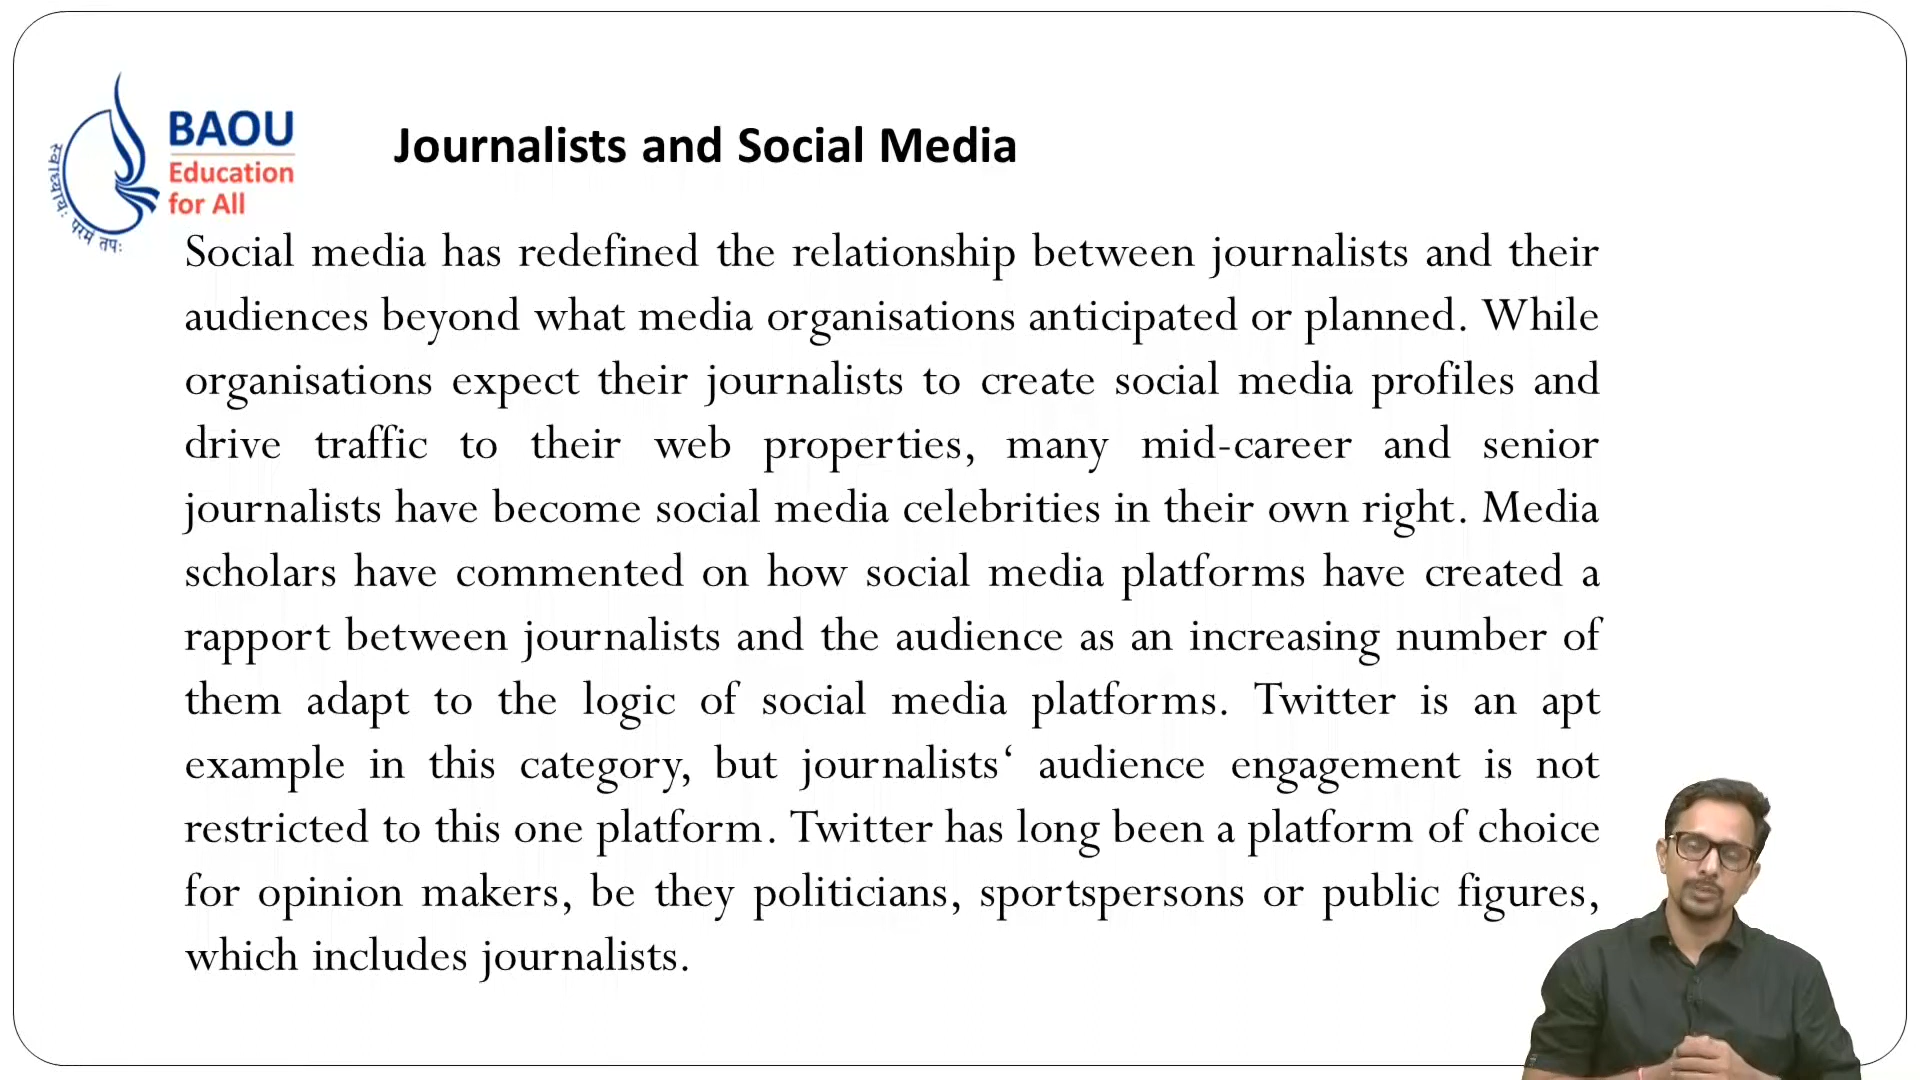 BAOU
Education
for All
स्वाध्यायः परमं तपः
Journalists and Social Media
Social media has redefined the relationship between journalists and their
audiences beyond what media organisations anticipated or planned. While
organisations expect their journalists to create social media profiles and
drive traffic to their web properties, many mid-career and senior
journalists have become social media celebrities in their own right. Media
scholars have commented on how social media platforms have created a
rapport between journalists and the audience as an increasing number of
them adapt to the logic of social media platforms. Twitter is an apt
example in this category, but journalists‘ audience engagement is not
restricted to this one platform. Twitter has long been a platform of choice
for opinion makers, be they politicians, sportspersons or public figures,
which includes journalists.